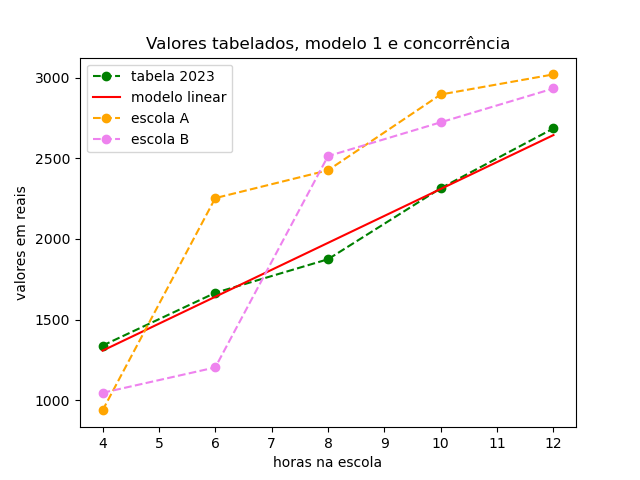 Valores tabelados, modelo 1 e concorrência
tabela 2023
modelo linear
escola A
escola B
valores em reais
3000
2500
2000
1500
1000
4 5 6 7 8 9 10 11 12
horas na escola